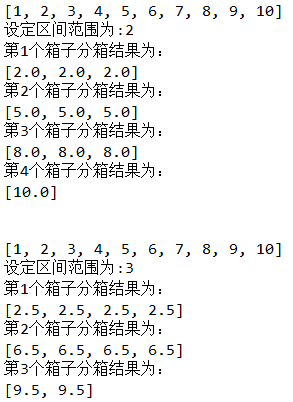 [1, 2, 3, 4, 5, 6, 7, 8, 9, 10]
设定区间范围为:2
第1个箱子分箱结果为:
[2.0, 2.0, 2.0]
第2个箱子分箱结果为:
[5.0, 5.0, 5.0]
第3个箱子分箱结果为:
[8.0, 8.0, 8.0]
第4个箱子分箱结果为:
[10.0]
[1, 2, 3, 4, 5, 6, 7, 8, 9, 10]
设定区间范围为:3
第1个箱子分箱结果为:
[2.5, 2.5, 2.5, 2.5]
第2个箱子分箱结果为:
[6.5, 6.5, 6.5, 6.5]
第3个箱子分箱结果为:
[9.5, 9.5]